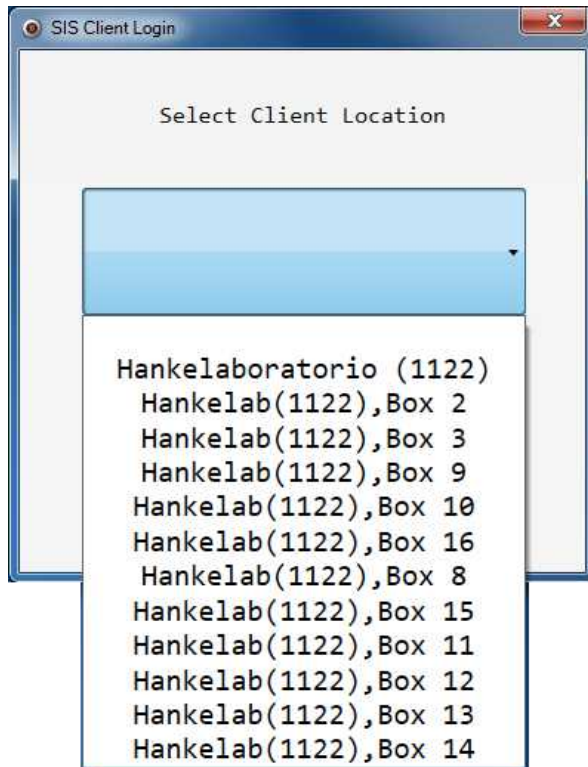 SIS Client Login
Select Client Location
Hankelaboratorio (1122)
Hankelab(1122),Box 2
Hankelab(1122),Box 3
Hankelab(1122),Box 9
Hankelab(1122),Box 10
Hankelab(1122),Box 16
Hankelab(1122),Box 8
Hankelab(1122),Box 15
Hankelab(1122),Box 11
Hankelab(1122),Box 12
Hankelab(1122),Box 13
Hankelab(1122),Box 14